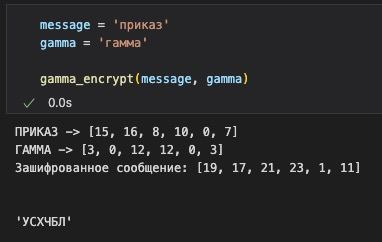 message = 'приказ'
gamma = 'гамма'
gamma_encrypt(message, gamma)
✓ 0.0s
ПРИКАЗ -> [15, 16, 8, 10, 0, 7]
ГАММА -> [3, 0, 12, 12, 0, 3]
Зашифрованное сообщение: [19, 17, 21, 23, 1, 11]
'УСХЧБЛ'